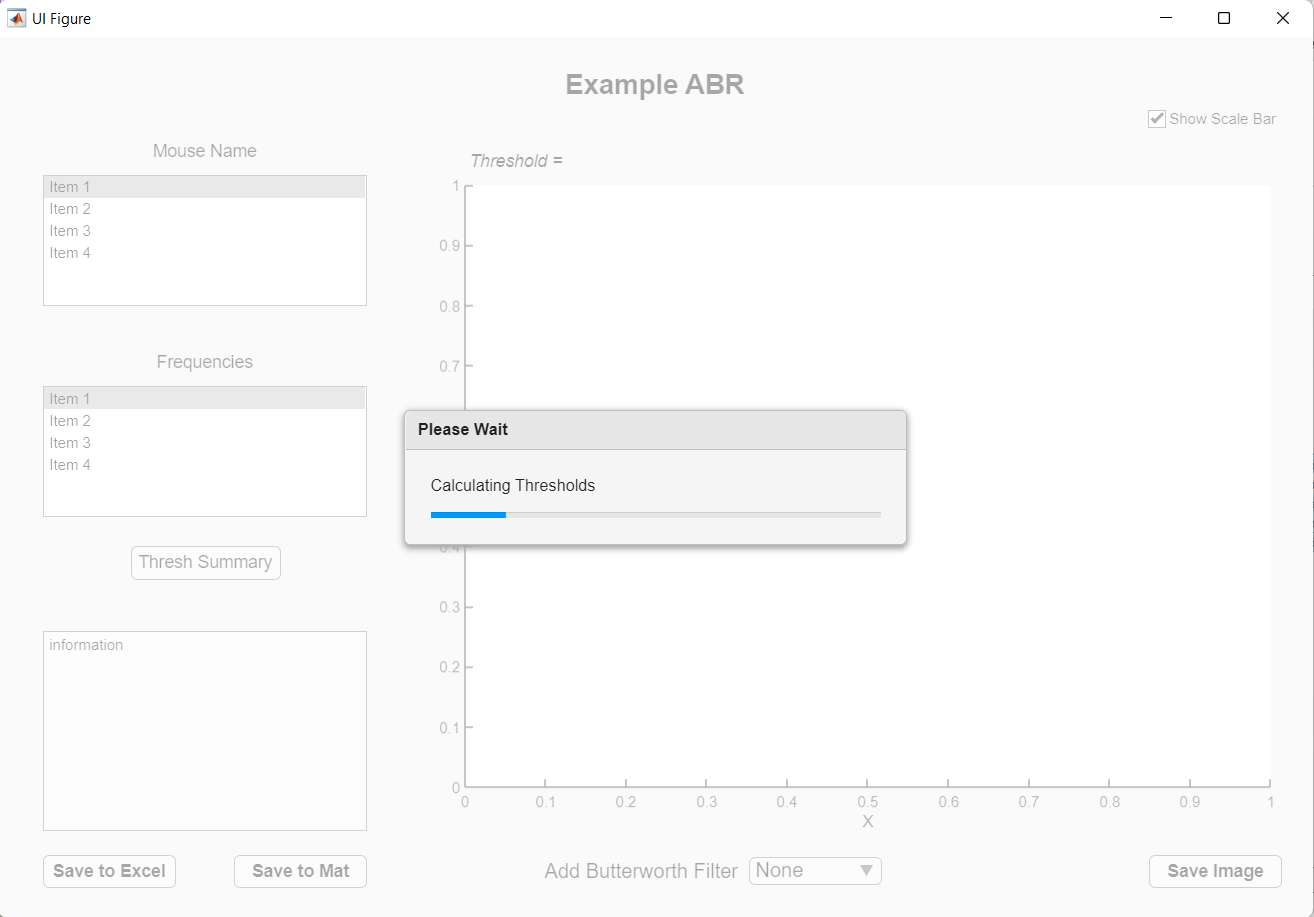 UI Figure
Example ABR
Show Scale Bar
Mouse Name
Item 1
Item 2
Item 3
Item 4
Frequencies
Item 1
Item 2
Item 3
Item 4
Thresh Summary
information
Save to Excel
Save to Mat
Threshold =
1
0.9
0.8
0.7
Please Wait
Calculating Thresholds
0.4
0.3
0.2
0.1
0
0 0.1 0.2 0.3 0.4 0.5 0.6 0.7 0.8 0.9 1
X
Add Butterworth Filter None
Save Image